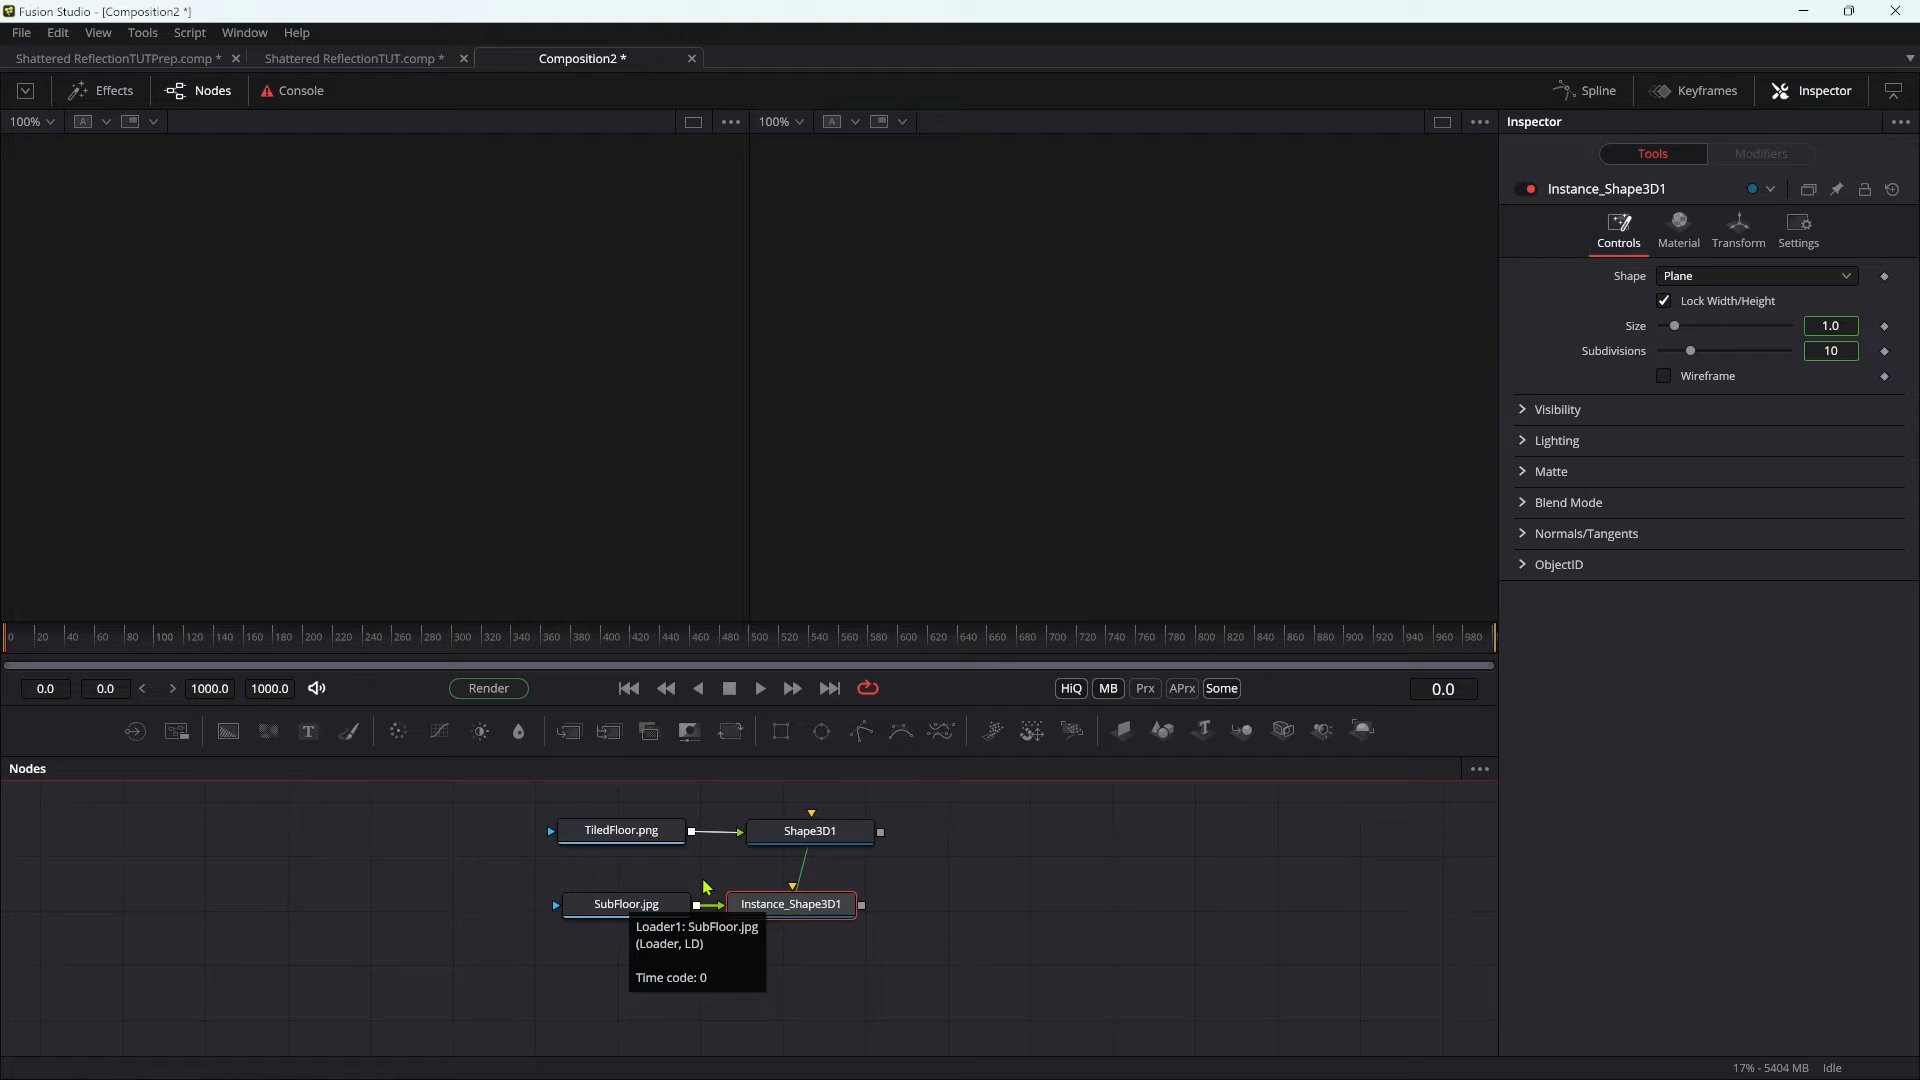 Fusion Studio - [Composition2 *]
File Edit View Tools Script Window Help
Shattered ReflectionTUTPrep.comp * Shattered ReflectionTUT.comp * Composition2 *
Effects Nodes Console Spline Keyframes Inspector
100% A 100% A Inspector
Tools Modifiers
Instance_Shape3D1
Controls Material Transform Settings
Shape Plane
Lock Width/Height
Size 1.0
Subdivisions 10
Wireframe
Visibility
Lighting
Matte
Blend Mode
Normals/Tangents
ObjectID
0 20 40 60 80 100 120 140 160 180 200 220 240 260 280 300 320 340 360 380 400 420 440 460 480 500 520 540 560 580 600 620 640 660 680 700 720 740 760 780 800 820 840 860 880 900 920 940 960 980
0.0 0.0 1000.0 1000.0 Render HiQ MB Prx APrx Some 0.0
T T
Nodes
TiledFloor.png Shape3D1
SubFloor.jpg Instance_Shape3D1
Loader1: SubFloor.jpg
(Loader, LD)
Time code: 0
17% - 5404 MB Idle